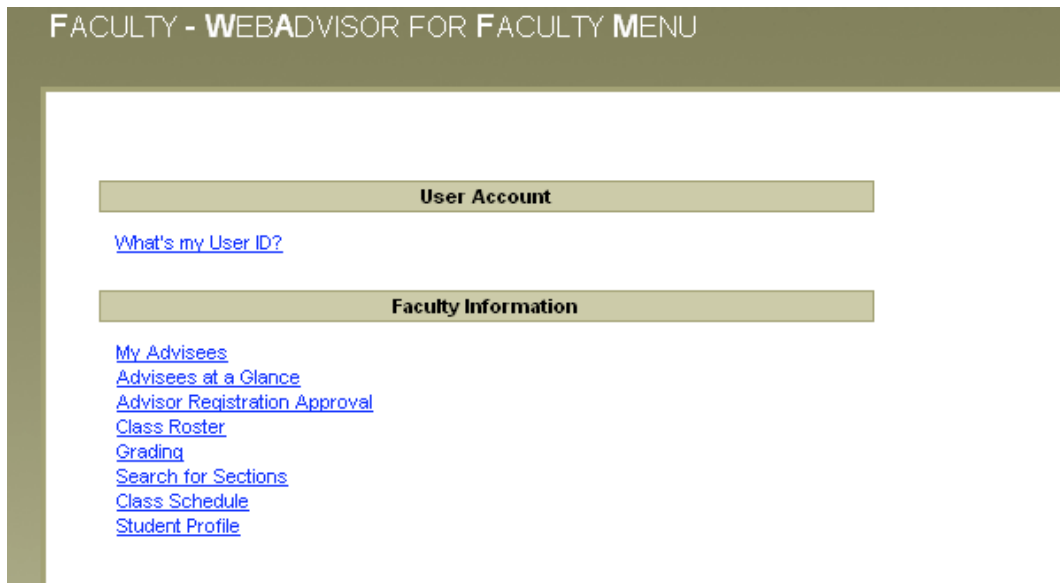 FACULTY - WEBADVISOR FOR FACULTY MENU
User Account
What's my User ID?
Faculty Information
My Advisees
Advisees at a Glance
Advisor Registration Approval
Class Roster
Grading
Search for Sections
Class Schedule
Student Profile